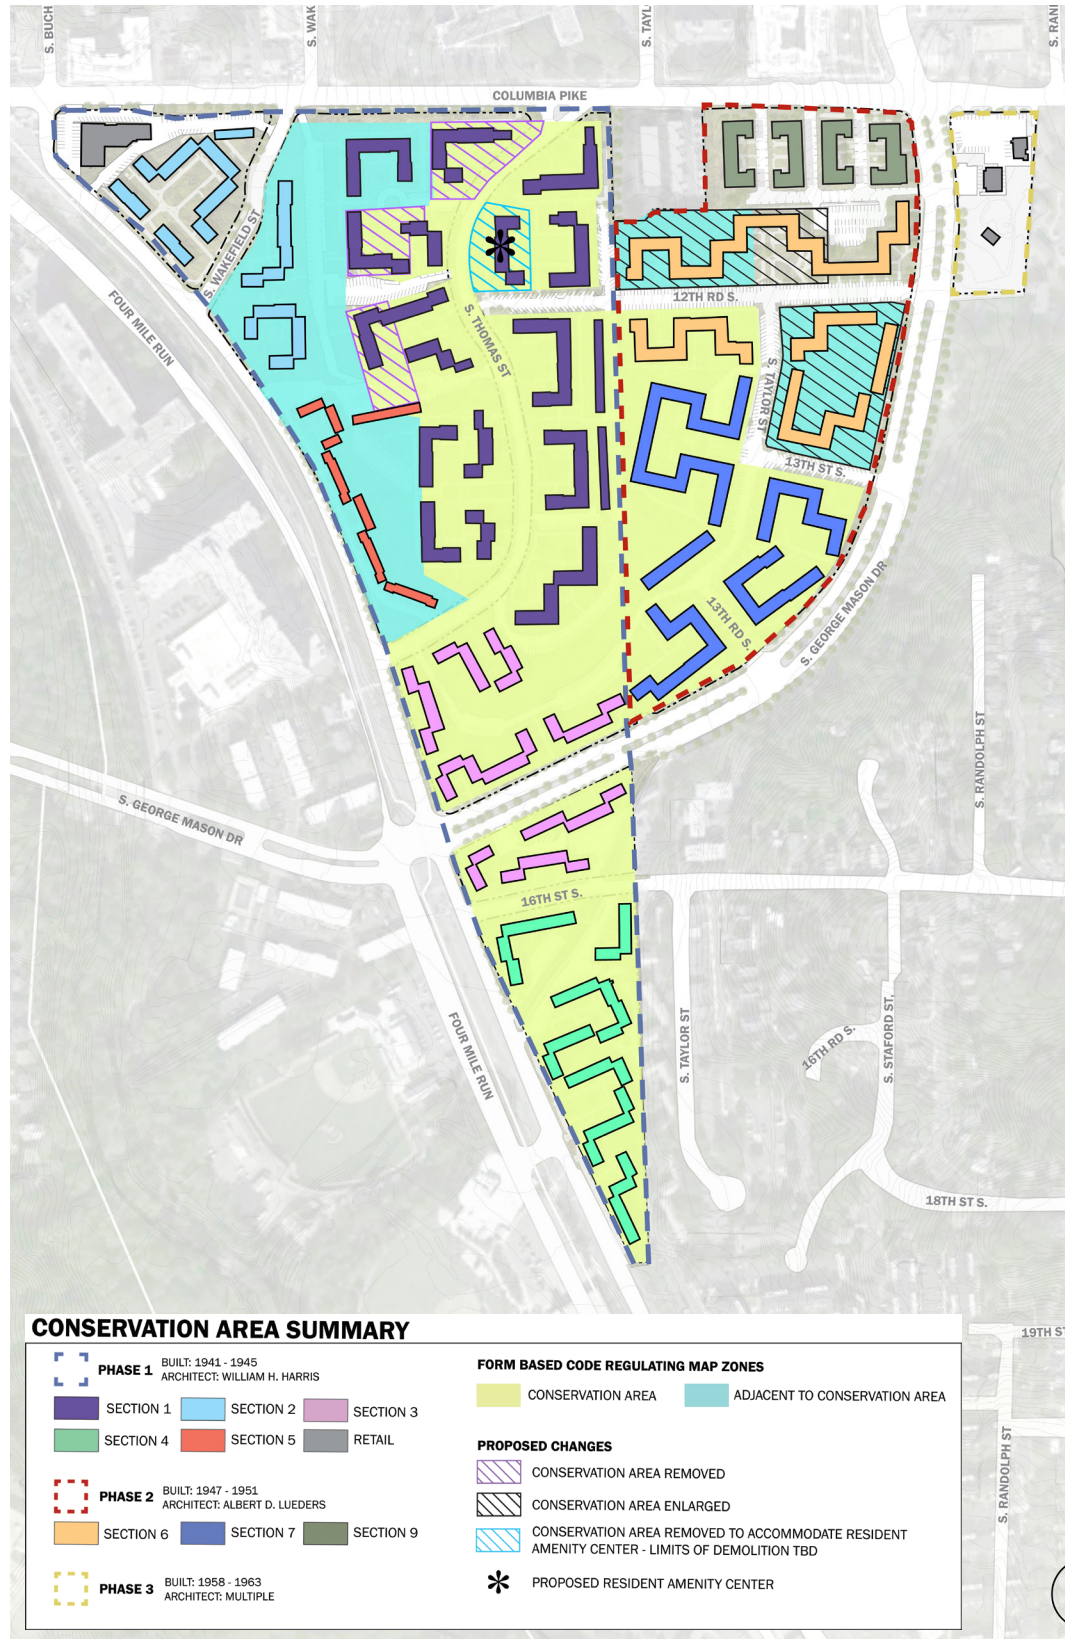 S. BUCH
S. WAK
S. TAYL
S. RAN
COLUMBIA PIKE
S. WAKEFIELD ST
FOUR MILE RUN
S. THOMAS ST
12TH RD S.
S. TAYLOR ST
13TH ST S.
13TH RD S.
S. GEORGE MASON DR
S. RANDOLPH ST
S. GEORGE MASON DR
16TH ST S.
FOUR MILE RUN
S. TAYLOR ST
16TH RD S.
S. STAFORD ST.
18TH ST S.
19TH ST
S. RANDOLPH ST
CONSERVATION AREA SUMMARY
PHASE 1
BUILT: 1941 - 1945
ARCHITECT: WILLIAM H. HARRIS
SECTION 1
SECTION 2
SECTION 3
SECTION 4
SECTION 5
RETAIL
PHASE 2
BUILT: 1947 - 1951
ARCHITECT: ALBERT D. LUEDERS
SECTION 6
SECTION 7
SECTION 9
PHASE 3
BUILT: 1958 - 1963
ARCHITECT: MULTIPLE
FORM BASED CODE REGULATING MAP ZONES
CONSERVATION AREA
ADJACENT TO CONSERVATION AREA
PROPOSED CHANGES
CONSERVATION AREA REMOVED
CONSERVATION AREA ENLARGED
CONSERVATION AREA REMOVED TO ACCOMMODATE RESIDENT
AMENITY CENTER - LIMITS OF DEMOLITION TBD
PROPOSED RESIDENT AMENITY CENTER